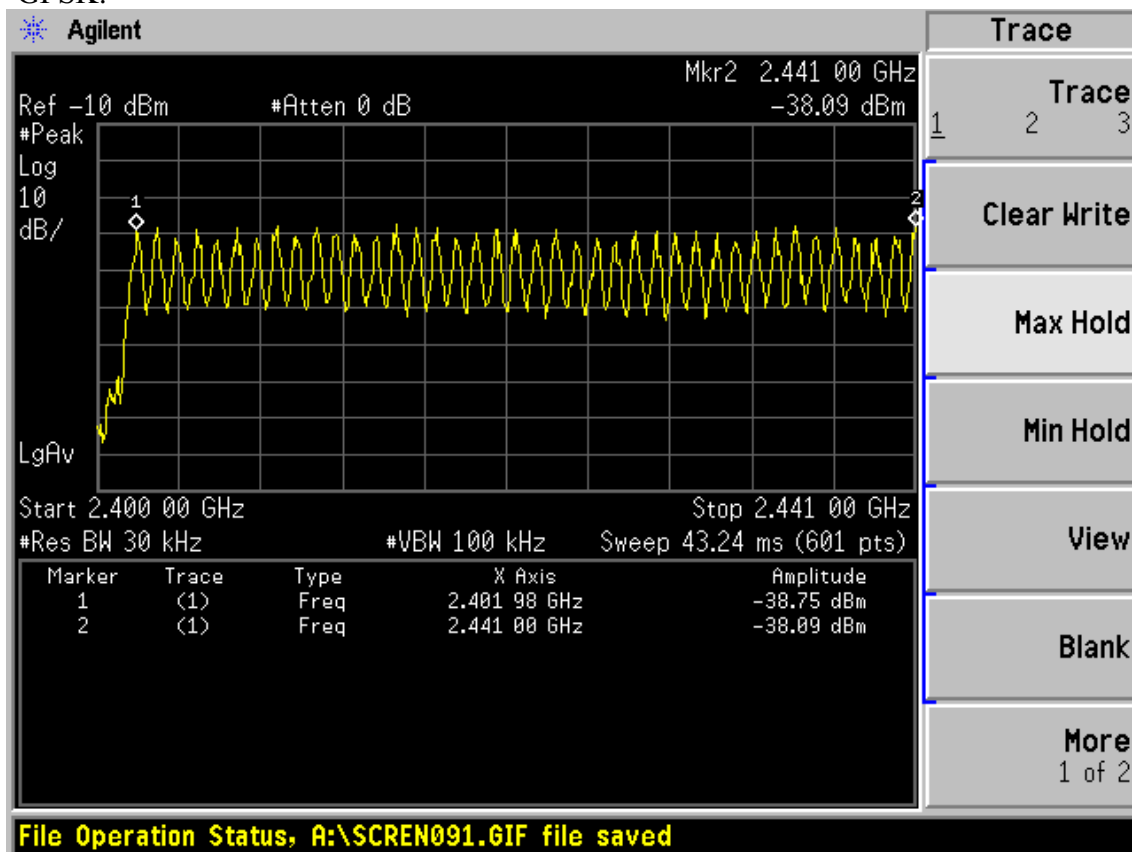 Agilent
Trace
Mkr2 2.441 00 GHz
Ref −10 dBm #Atten 0 dB −38.09 dBm
#Peak
Log
10
dB/
1
2
LgAv
Start 2.400 00 GHz Stop 2.441 00 GHz
#Res BW 30 kHz #VBW 100 kHz Sweep 43.24 ms (601 pts)
Marker Trace Type X Axis Amplitude
1 (1) Freq 2.401 98 GHz −38.75 dBm
2 (1) Freq 2.441 00 GHz −38.09 dBm
Trace
1 2 3
Clear Write
Max Hold
Min Hold
View
Blank
More
1 of 2
File Operation Status, A:\SCREN091.GIF file saved